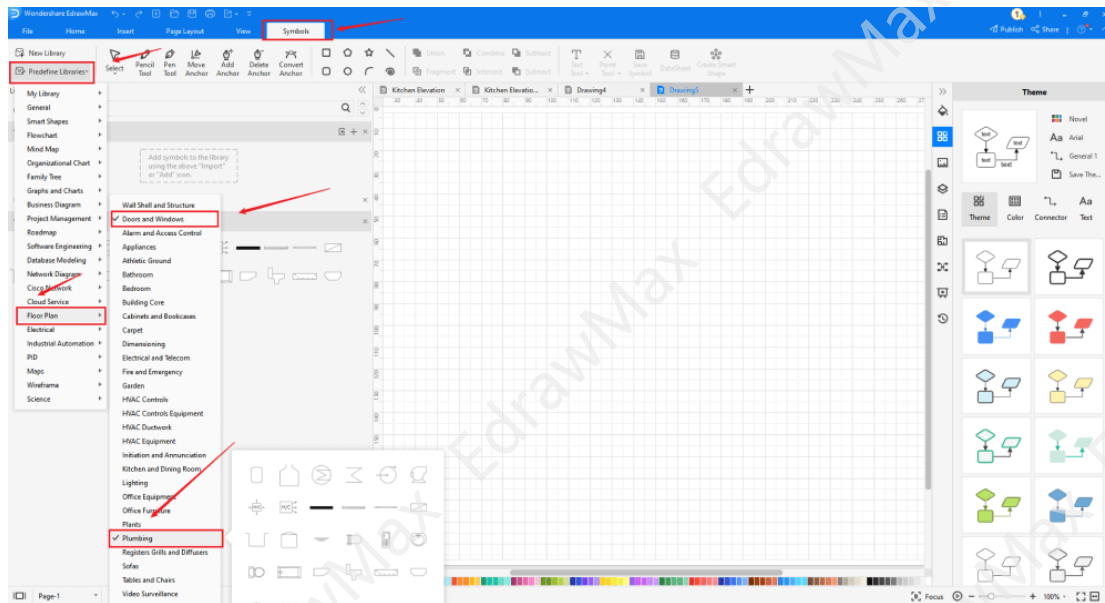 Wondershare EdrawMax
File Home Insert Page Layout View Symbols
Publish Share
New Library
Predefine Libraries
Select Pencil Tool Pen Tool Move Anchor Add Anchor Delete Anchor Convert Anchor
Union Combine Subtract
Fragment Intersect Subtract
Text Tool Point Tool Save Symbol DataSheet Create Smart Shape
Kitchen Elevation Kitchen Elevatio... Drawing4 Drawing5
My Library
General
Smart Shapes
Flowchart
Mind Map
Organizational Chart
Family Tree
Graphs and Charts
Business Diagram
Project Management
Roadmap
Software Engineering
Database Modeling
Network Diagram
Cisco Network
Cloud Service
Floor Plan
Electrical
Industrial Automation
PID
Maps
Wireframe
Science
Add symbols to the library
using the above "Import"
or "Add" icon.
Wall Shell and Structure
Doors and Windows
Alarm and Access Control
Appliances
Athletic Ground
Bathroom
Bedroom
Building Core
Cabinets and Bookcases
Carpet
Dimensioning
Electrical and Telecom
Fire and Emergency
Garden
HVAC Controls
HVAC Controls Equipment
HVAC Ductwork
HVAC Equipment
Initiation and Annunciation
Kitchen and Dining Room
Lighting
Office Equipment
Office Furniture
Plants
Plumbing
Registers Grills and Diffusers
Sofas
Tables and Chairs
Video Surveillance
Theme
Novel
Arial
General 1
Save The...
text text
text text
Theme Color Connector Text
EdrawMax EdrawMax
Page-1
Focus 100%